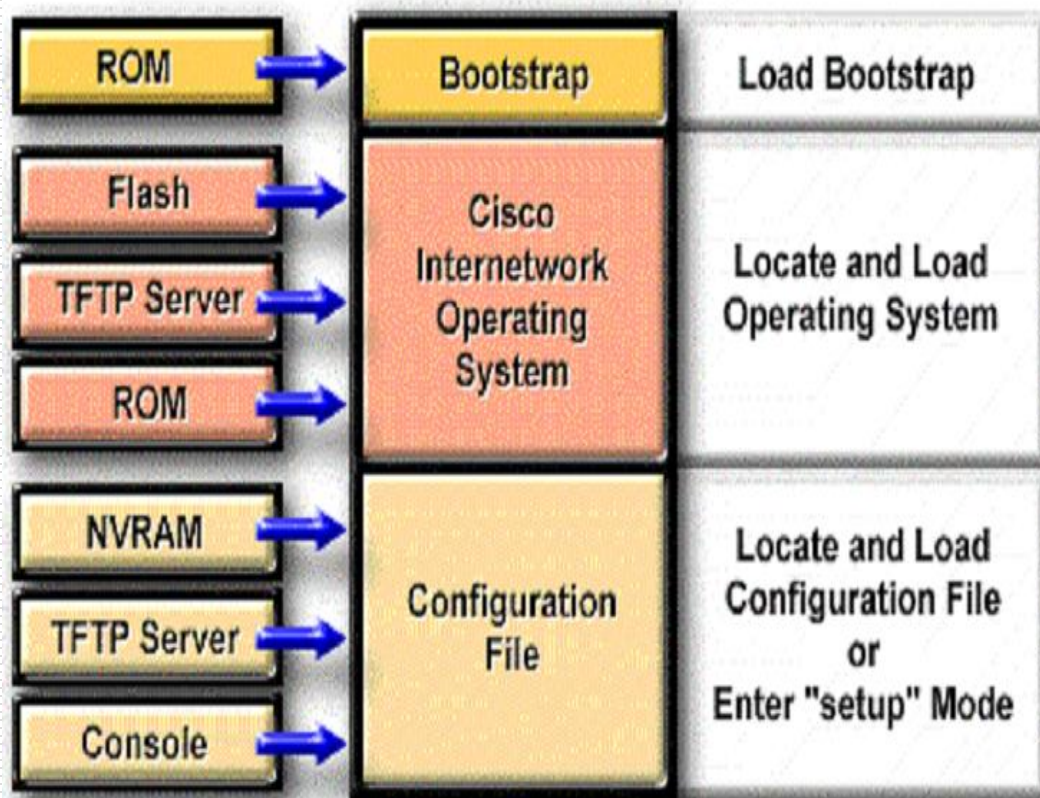 ROM
Bootstrap
Load Bootstrap
Flash
TFTP Server
ROM
Cisco
Internetwork
Operating
System
Locate and Load
Operating System
NVRAM
TFTP Server
Console
Configuration
File
Locate and Load
Configuration File
or
Enter "setup" Mode